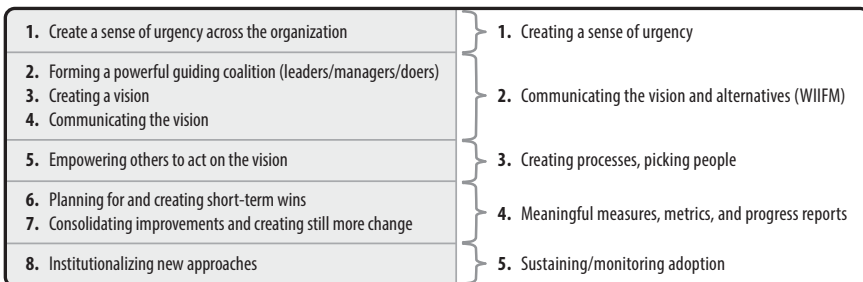 1. Create a sense of urgency across the organization
2. Forming a powerful guiding coalition (leaders/managers/doers)
3. Creating a vision
4. Communicating the vision
5. Empowering others to act on the vision
6. Planning for and creating short-term wins
7. Consolidating improvements and creating still more change
8. Institutionalizing new approaches
1. Creating a sense of urgency
2. Communicating the vision and alternatives (WIIFM)
3. Creating processes, picking people
4. Meaningful measures, metrics, and progress reports
5. Sustaining/monitoring adoption